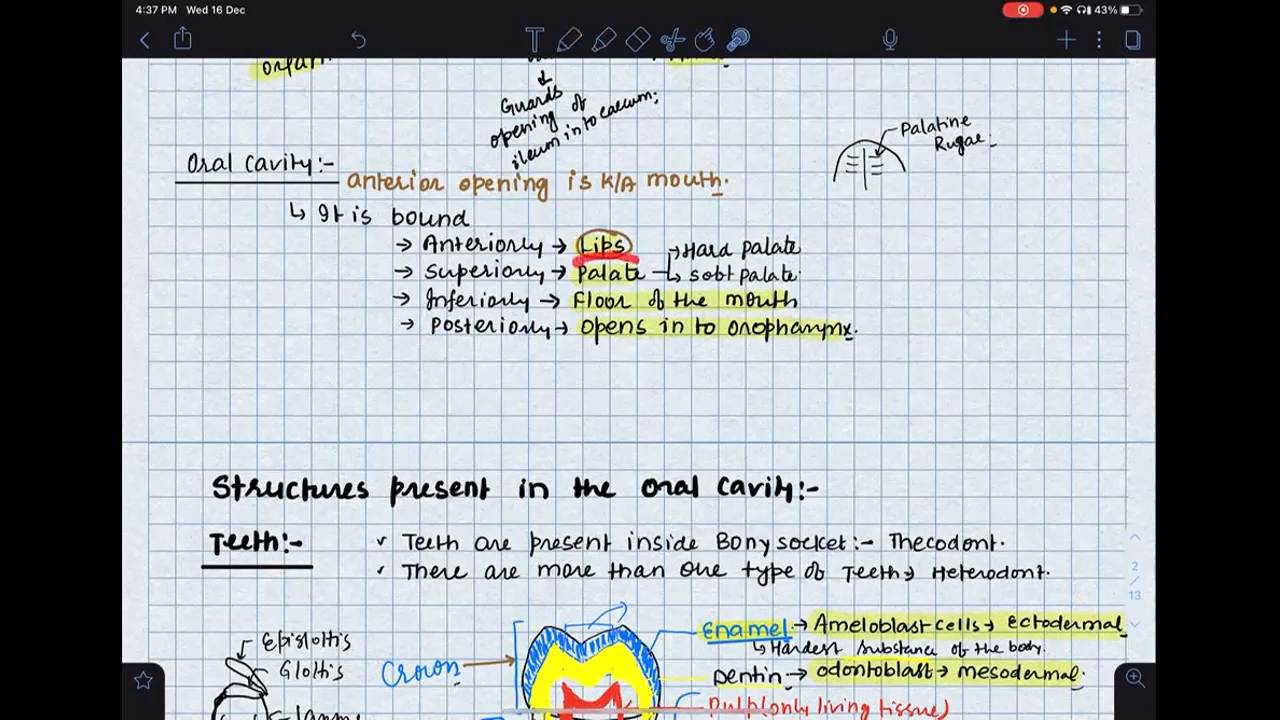 4:37 PM Wed 16 Dec
43%
Guards
opening of
ileum into caecum;
Palatine
Rugae:
Oral cavity:-
anterior opening is K/A mouth.
It is bound
→ Anteriorly → Lips
→ Superiorly → Palate
→ Hard palate
→ soft palate.
→ Inferiorly → Floor of the mouth
→ Posteriorly → opens in to oropharynx.
Structures present in the oral cavity:-
Teeth:-
Teeth are present inside Bony socket:- Thecodont.
There are more than one type of Teeth → Heterodont.
2
/
13
Epiglottis
Glottis
Crown
Enamel → Ameloblast cells → Ectodermal
↳ Hardest substance of the body.
Dentin → odontoblast → mesodermal.
Pulp(only living tissue)